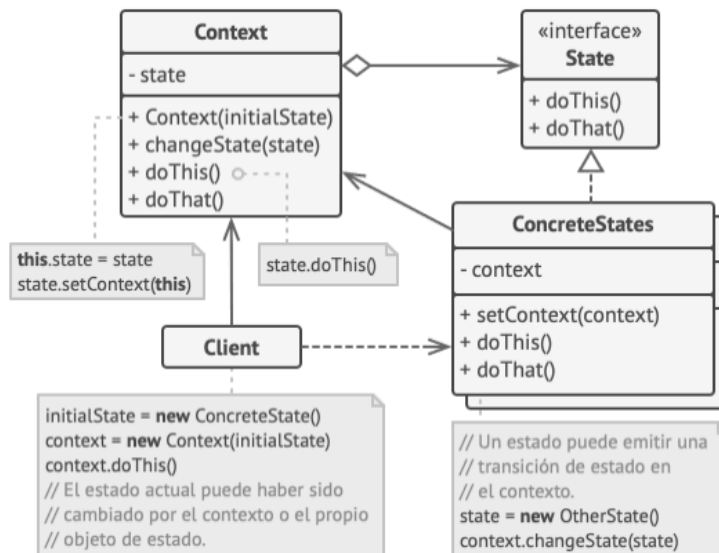 Context
- state
+ Context(initialState)
+ changeState(state)
+ doThis()
+ doThat()
«interface»
State
+ doThis()
+ doThat()
this.state = state
state.setContext(this)
state.doThis()
ConcreteStates
- context
+ setContext(context)
+ doThis()
+ doThat()
Client
initialState = new ConcreteState()
context = new Context(initialState)
context.doThis()
// El estado actual puede haber sido
// cambiado por el contexto o el propio
// objeto de estado.
// Un estado puede emitir una
// transición de estado en
// el contexto.
state = new OtherState()
context.changeState(state)